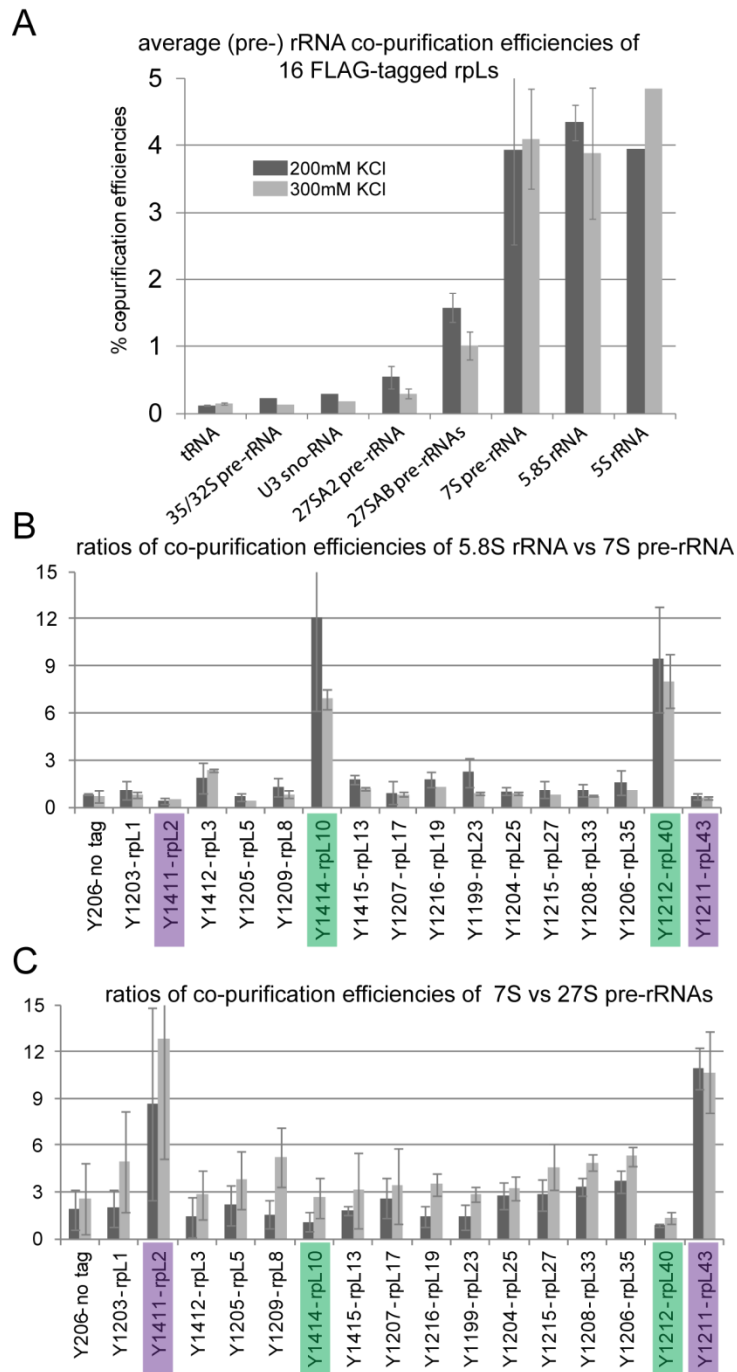 A
average (pre-) rRNA co-purification efficiencies of
16 FLAG-tagged rpLs
% copurification efficiencies
5
4
3
2
1
0
200mM KCl
300mM KCl
tRNA
35/32S pre-rRNA
U3 sno-RNA
27SA2 pre-rRNA
27SAB pre-rRNAs
7S pre-rRNA
5.8S rRNA
5S rRNA
B
ratios of co-purification efficiencies of 5.8S rRNA vs 7S pre-rRNA
15
12
9
6
3
0
Y206-no tag
Y1203-rpL1
Y1411-rpL2
Y1412-rpL3
Y1205-rpL5
Y1209-rpL8
Y1414-rpL10
Y1415-rpL13
Y1207-rpL17
Y1216-rpL19
Y1199-rpL23
Y1204-rpL25
Y1215-rpL27
Y1208-rpL33
Y1206-rpL35
Y1212-rpL40
Y1211-rpL43
C
ratios of co-purification efficiencies of 7S vs 27S pre-rRNAs
15
12
9
6
3
0
Y206-no tag
Y1203-rpL1
Y1411-rpL2
Y1412-rpL3
Y1205-rpL5
Y1209-rpL8
Y1414-rpL10
Y1415-rpL13
Y1207-rpL17
Y1216-rpL19
Y1199-rpL23
Y1204-rpL25
Y1215-rpL27
Y1208-rpL33
Y1206-rpL35
Y1212-rpL40
Y1211-rpL43